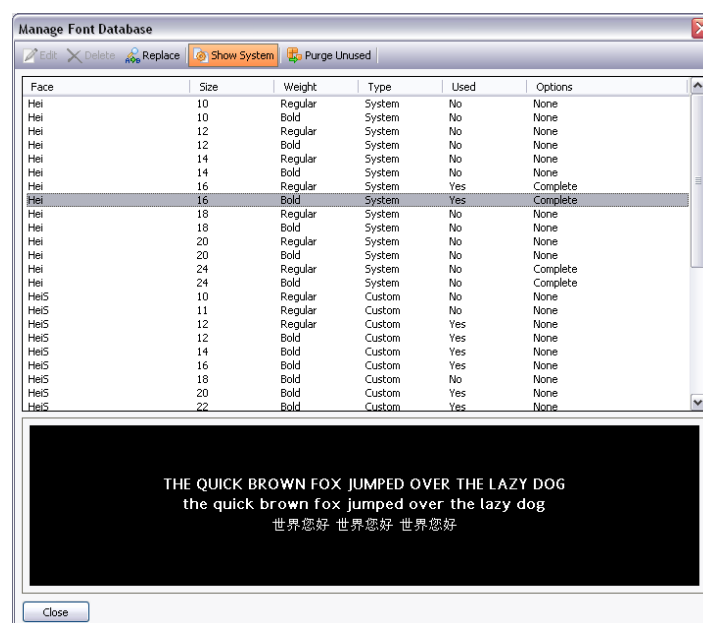 Manage Font Database
Edit Delete Replace Show System Purge Unused
Face Size Weight Type Used Options
Hei 10 Regular System No None
Hei 10 Bold System No None
Hei 12 Regular System No None
Hei 12 Bold System No None
Hei 14 Regular System No None
Hei 14 Bold System No None
Hei 16 Regular System Yes Complete
Hei 16 Bold System Yes Complete
Hei 18 Regular System No None
Hei 18 Bold System No None
Hei 20 Regular System No None
Hei 20 Bold System No None
Hei 24 Regular System No Complete
Hei 24 Bold System No Complete
HeiS 10 Regular Custom No None
HeiS 11 Regular Custom No None
HeiS 12 Regular Custom Yes None
HeiS 12 Bold Custom Yes None
HeiS 14 Bold Custom Yes None
HeiS 16 Bold Custom Yes None
HeiS 18 Bold Custom No None
HeiS 20 Bold Custom Yes None
HeiS 22 Bold Custom Yes None
THE QUICK BROWN FOX JUMPED OVER THE LAZY DOG
the quick brown fox jumped over the lazy dog
世界您好 世界您好 世界您好
Close